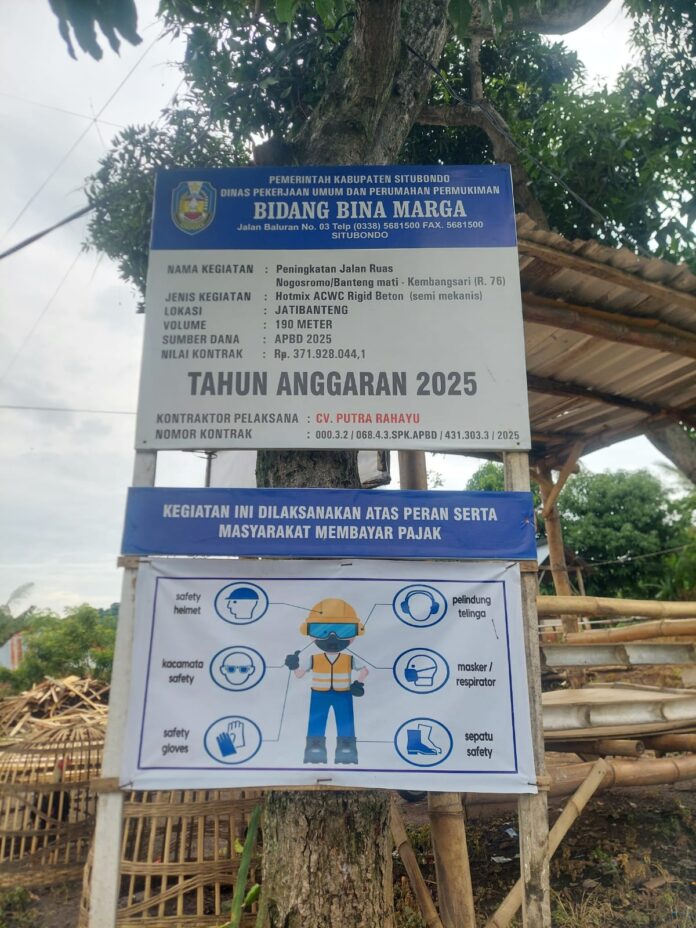 PEMERINTAH KABUPATEN SITUBONDO
DINAS PEKERJAAN UMUM DAN PERUMAHAN PERMUKIMAN
BIDANG BINA MARGA
Jalan Baluran No. 03 Telp (0338) 5681500 FAX. 5681500
SITUBONDO
NAMA KEGIATAN : Peningkatan Jalan Ruas
Nogosromo/Banteng mati - Kembangsari (R. 76)
JENIS KEGIATAN : Hotmix ACWC Rigid Beton (semi mekanis)
LOKASI : JATIBANTENG
VOLUME : 190 METER
SUMBER DANA : APBD 2025
NILAI KONTRAK : Rp. 371.928.044,1
TAHUN ANGGARAN 2025
KONTRAKTOR PELAKSANA : CV. PUTRA RAHAYU
NOMOR KONTRAK : 000.3.2 / 068.4.3.SPK.APBD / 431.303.3 / 2025
KEGIATAN INI DILAKSANAKAN ATAS PERAN SERTA
MASYARAKAT MEMBAYAR PAJAK
safety
helmet
pelindung
telinga
kacamata
safety
masker /
respirator
safety
gloves
sepatu
safety